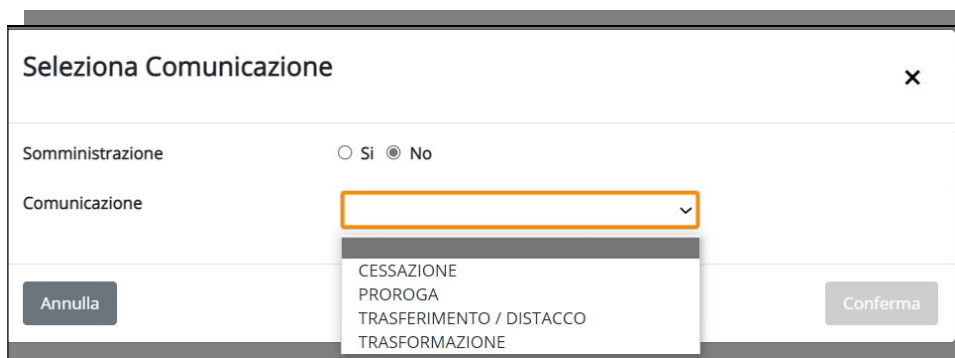 Seleziona Comunicazione
Somministrazione Si No
Comunicazione
CESSAZIONE
PROROGA
TRASFERIMENTO / DISTACCO
TRASFORMAZIONE
Annulla Conferma